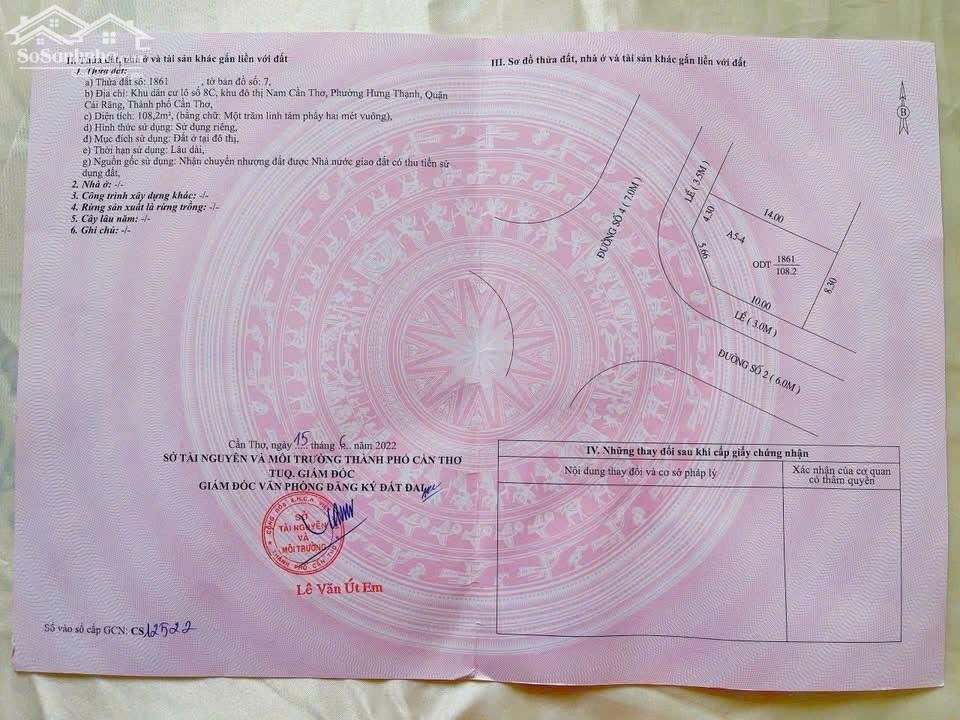 SoSanhnha
II. Thửa đất, nhà ở và tài sản khác gắn liền với đất
1. Thửa đất:
a) Thửa đất số: 1861 , tờ bản đồ số: 7,
b) Địa chỉ: Khu dân cư lô số 8C, khu đô thị Nam Cần Thơ, Phường Hưng Thạnh, Quận
Cái Răng, Thành phố Cần Thơ,
c) Diện tích: 108,2m², (bằng chữ: Một trăm linh tám phẩy hai mét vuông),
d) Hình thức sử dụng: Sử dụng riêng,
đ) Mục đích sử dụng: Đất ở tại đô thị,
e) Thời hạn sử dụng: Lâu dài,
g) Nguồn gốc sử dụng: Nhận chuyển nhượng đất được Nhà nước giao đất có thu tiền sử
dụng đất,
2. Nhà ở: -/-
3. Công trình xây dựng khác: -/-
4. Rừng sản xuất là rừng trồng: -/-
5. Cây lâu năm: -/-
6. Ghi chú: -/-
Cần Thơ, ngày 15 tháng 6 năm 2022
SỞ TÀI NGUYÊN VÀ MÔI TRƯỜNG THÀNH PHỐ CẦN THƠ
TUQ. GIÁM ĐỐC
GIÁM ĐỐC VĂN PHÒNG ĐĂNG KÝ ĐẤT ĐAI
SỞ
TÀI NGUYÊN
VÀ
MÔI TRƯỜNG
THÀNH PHỐ CẦN THƠ
Lê Văn Út Em
Số vào sổ cấp GCN: CS12522
III. Sơ đồ thửa đất, nhà ở và tài sản khác gắn liền với đất
B
ĐƯỜNG SỐ 4 (7.0M)
LỀ (3.5M)
4.30
14.00
A5-4
5.66
ODT 1861
108.2
8.30
10.00
LỀ (3.0M)
ĐƯỜNG SỐ 2 (6.0M)
IV. Những thay đổi sau khi cấp giấy chứng nhận
Nội dung thay đổi và cơ sở pháp lý
Xác nhận của cơ quan
có thẩm quyền